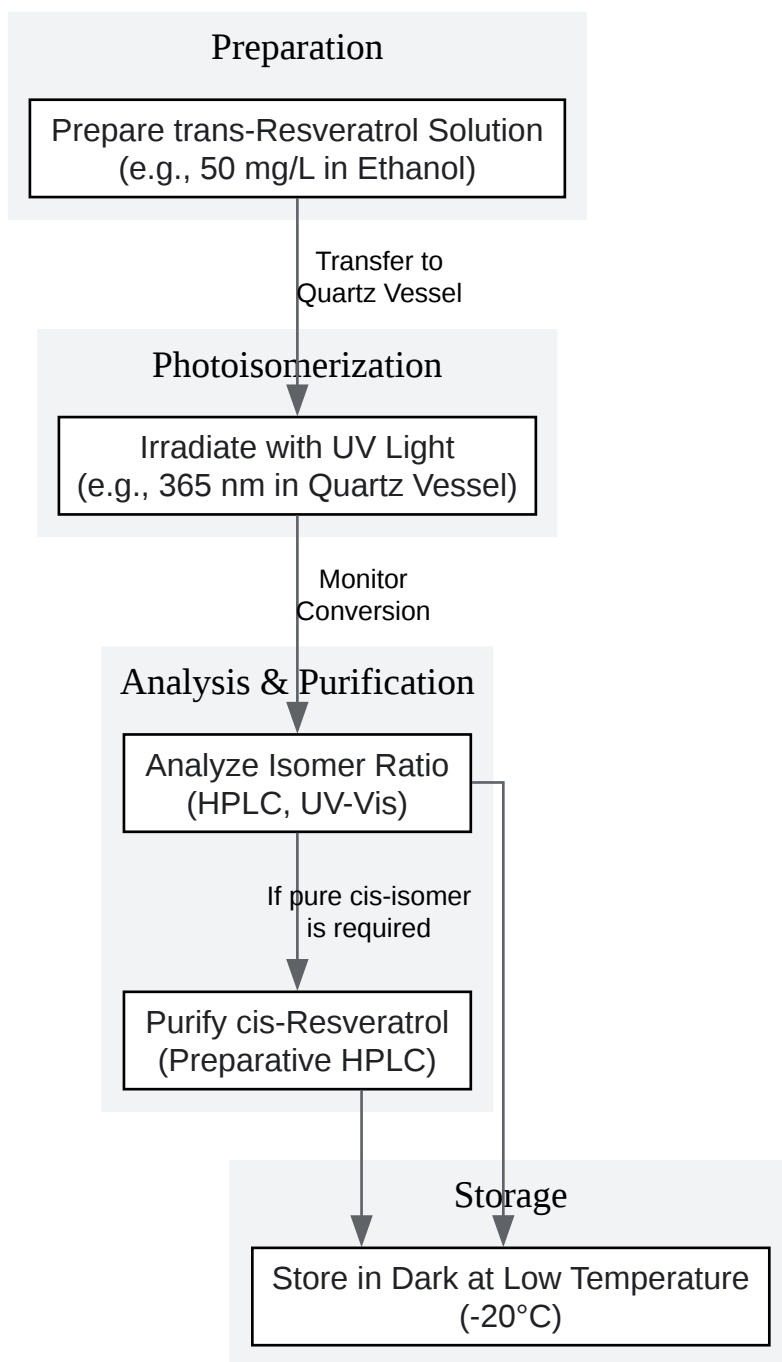 Preparation
Prepare trans-Resveratrol Solution
(e.g., 50 mg/L in Ethanol)
Transfer to
Quartz Vessel
Photoisomerization
Irradiate with UV Light
(e.g., 365 nm in Quartz Vessel)
Monitor
Conversion
Analysis & Purification
Analyze Isomer Ratio
(HPLC, UV-Vis)
If pure cis-isomer
is required
Purify cis-Resveratrol
(Preparative HPLC)
Storage
Store in Dark at Low Temperature
(-20°C)